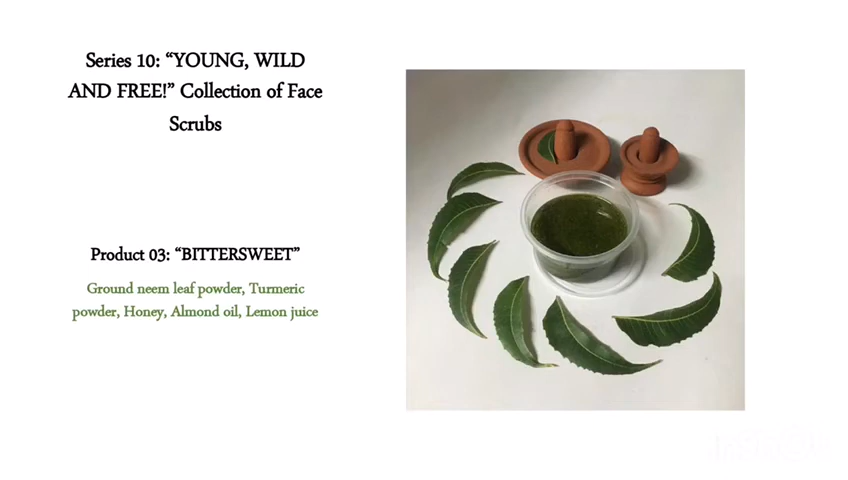 Series 10: “YOUNG, WILD
AND FREE!” Collection of Face
Scrubs
Product 03: “BITTERSWEET”
Ground neem leaf powder, Turmeric
powder, Honey, Almond oil, Lemon juice